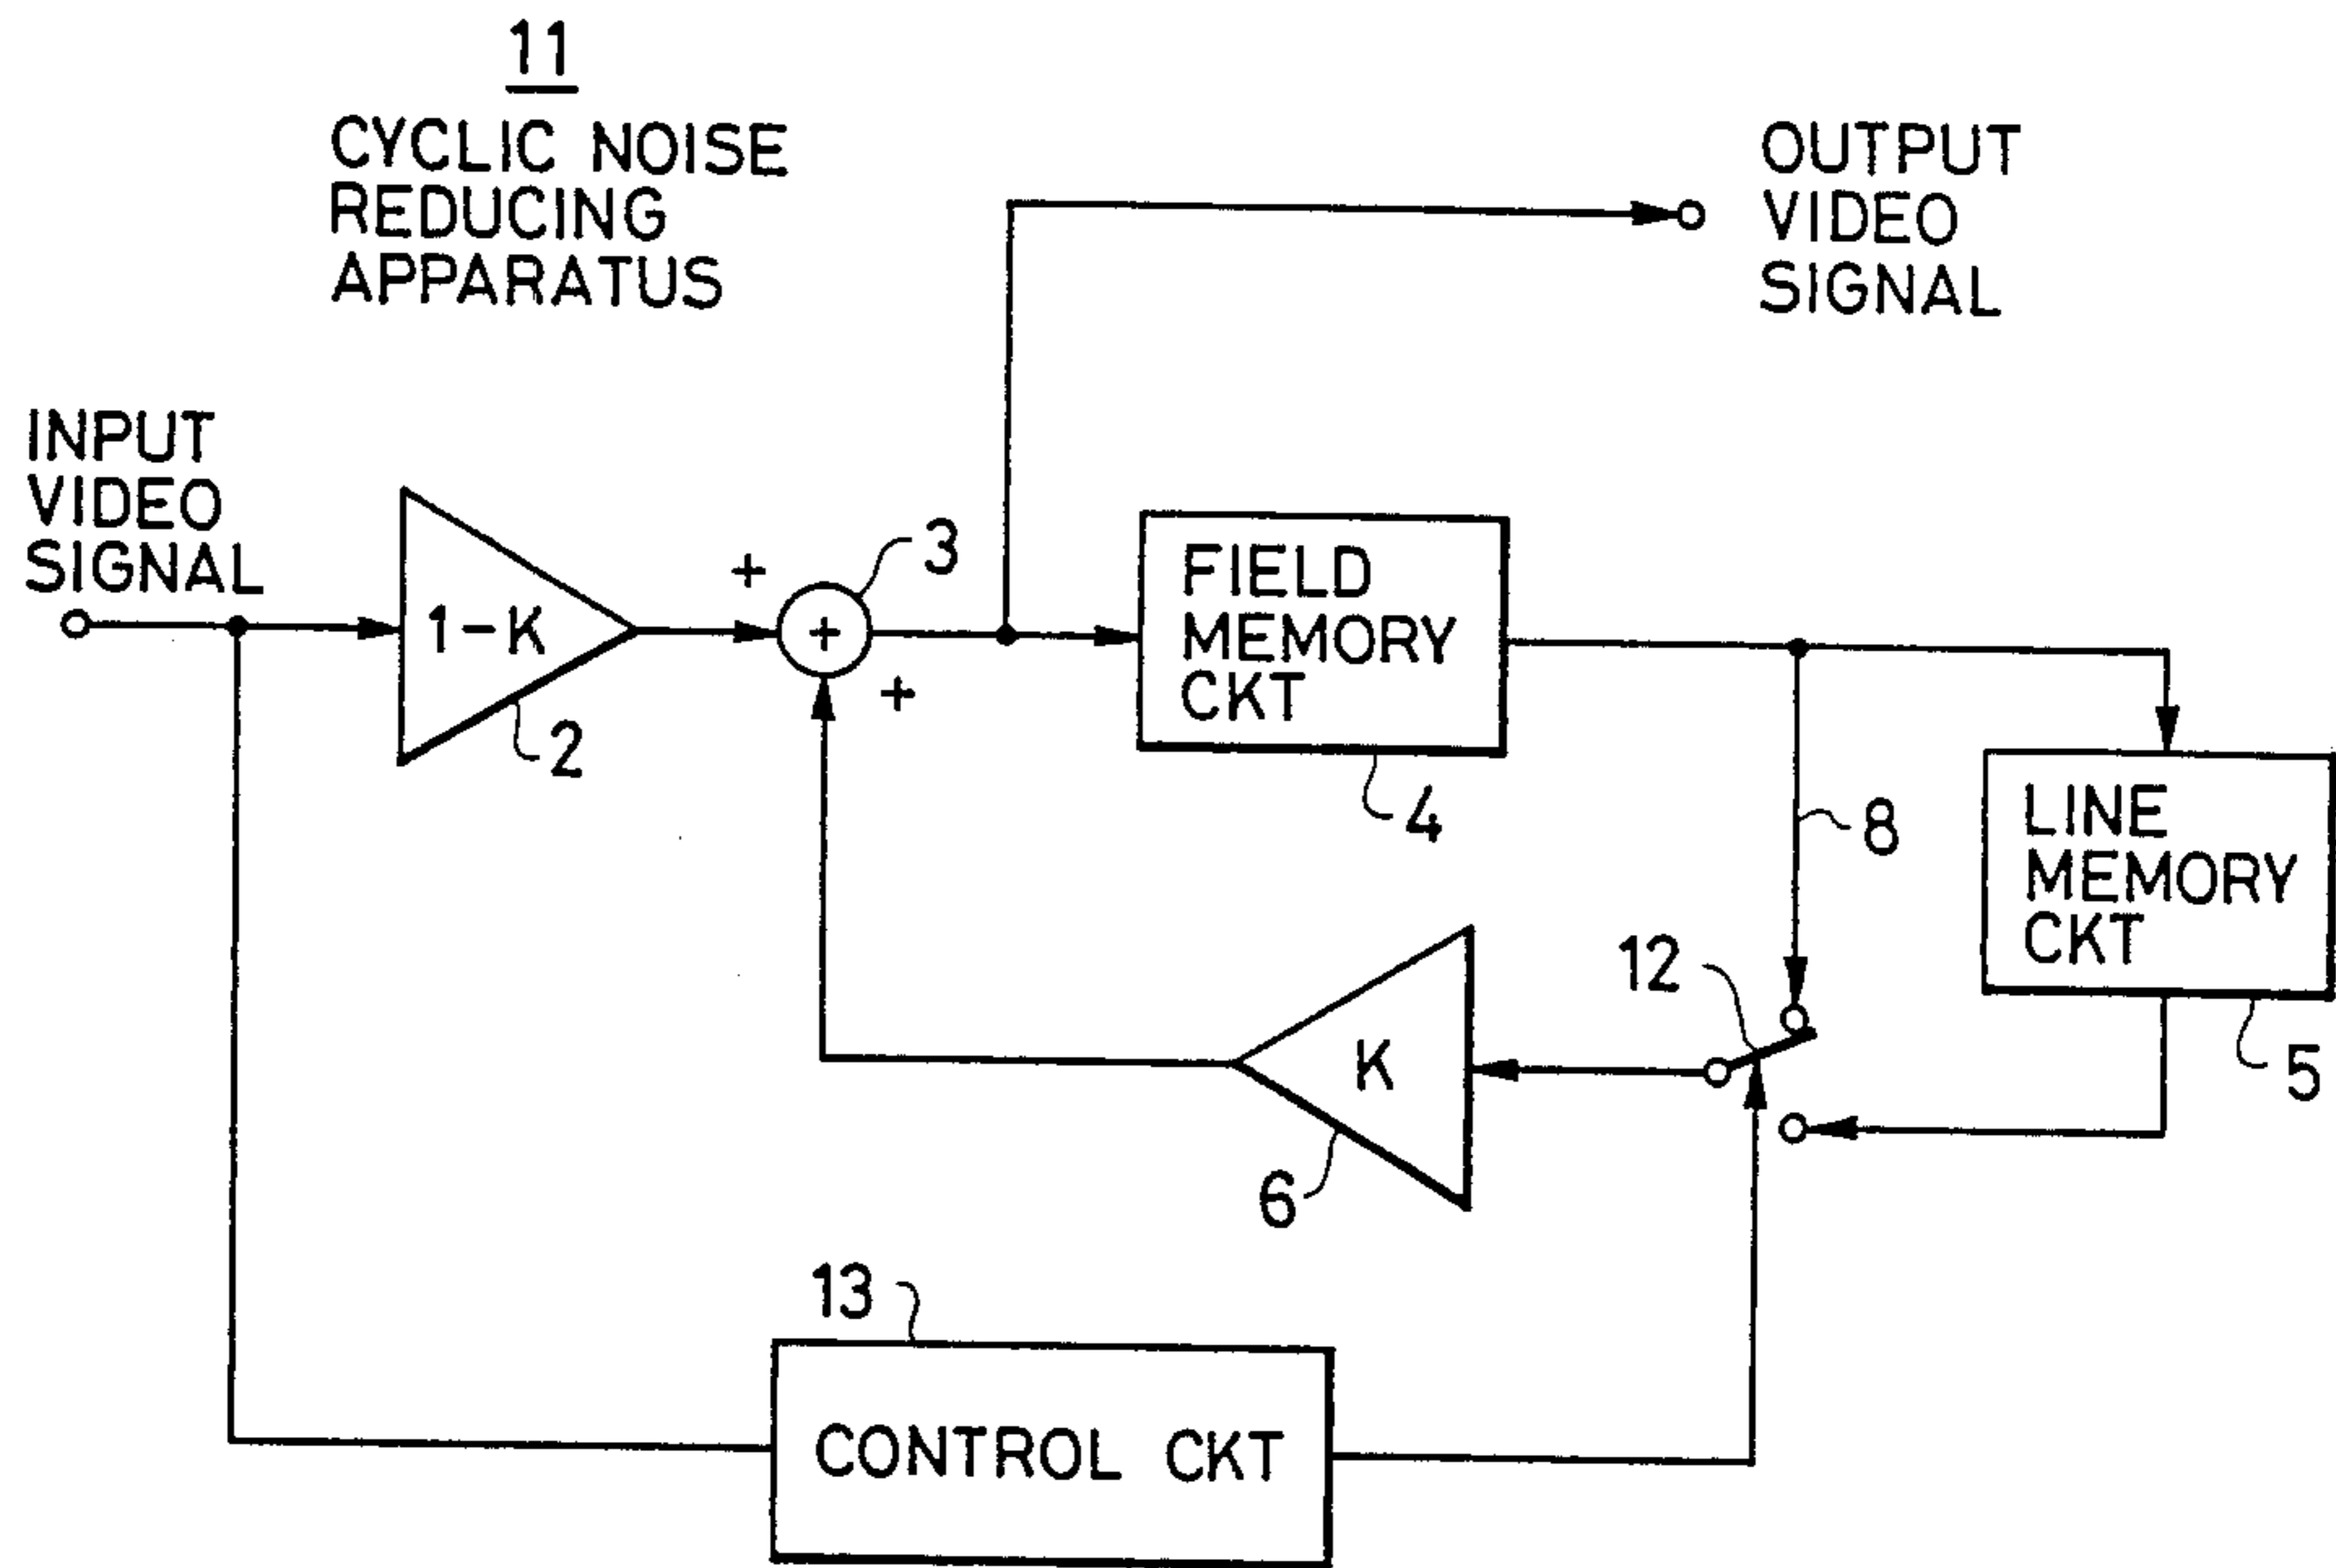 11
CYCLIC NOISE
REDUCING
APPARATUS
OUTPUT
VIDEO
SIGNAL
INPUT
VIDEO
SIGNAL
1-K
2
+
+
3
+
FIELD
MEMORY
CKT
4
8
LINE
MEMORY
CKT
5
12
K
6
13
CONTROL CKT